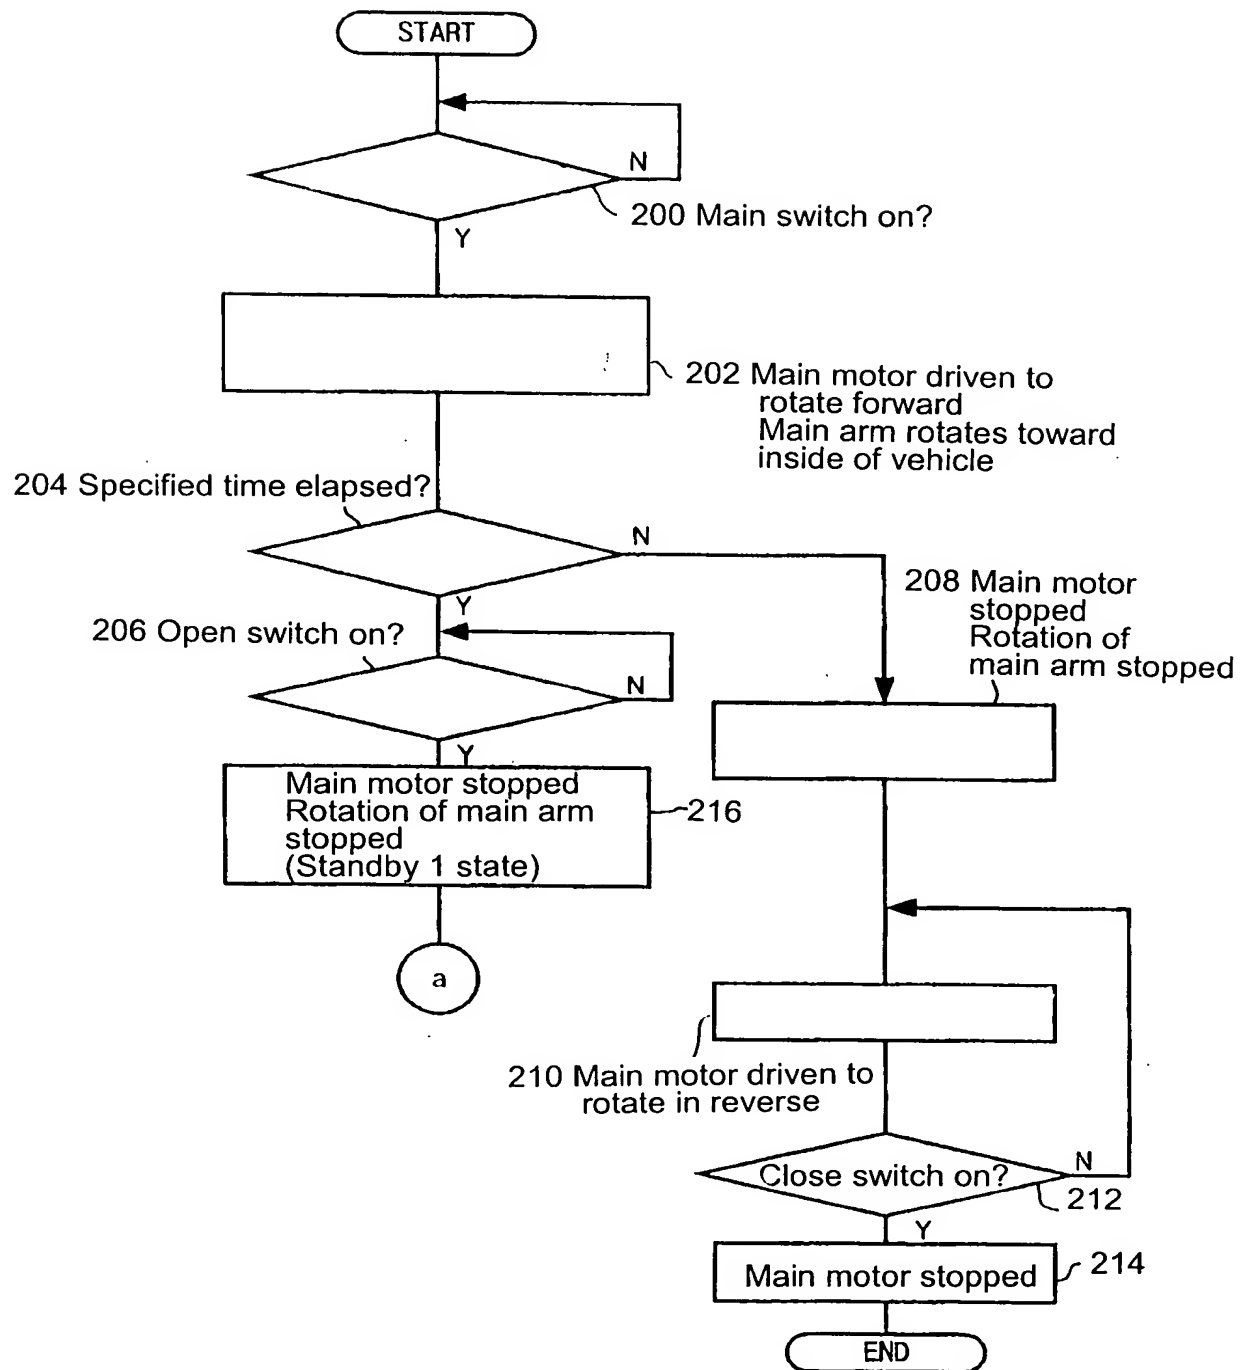 START
N
200 Main switch on?
Y
202 Main motor driven to
rotate forward
Main arm rotates toward
inside of vehicle
204 Specified time elapsed?
N
Y
208 Main motor
stopped
Rotation of
main arm stopped
206 Open switch on?
N
Y
Main motor stopped
Rotation of main arm
stopped
(Standby 1 state)
216
a
210 Main motor driven to
rotate in reverse
Close switch on?
N
212
Y
Main motor stopped
214
END